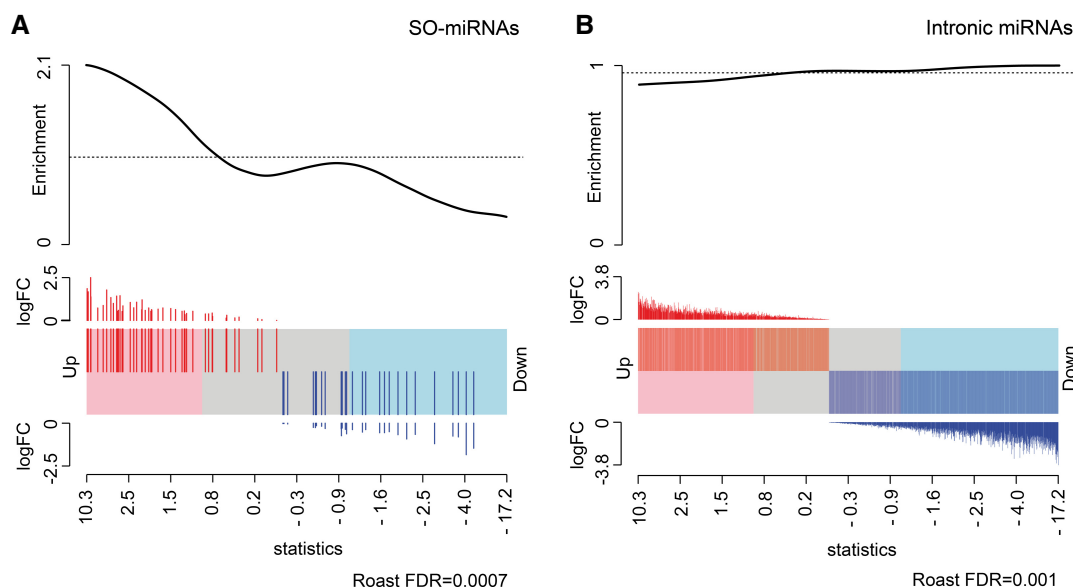 A
SO-miRNAs
2.1
Enrichment
0
2.5
logFC
0
Up
Down
0
logFC
-2.5
10.3
2.5
1.5
0.8
0.2
- 0.3
- 0.9
- 1.6
- 2.5
- 4.0
- 17.2
statistics
Roast FDR=0.0007
B
Intronic miRNAs
1
Enrichment
0
3.8
logFC
0
Up
Down
0
logFC
-3.8
10.3
2.5
1.5
0.8
0.2
- 0.3
- 0.9
- 1.6
- 2.5
- 4.0
- 17.2
statistics
Roast FDR=0.001